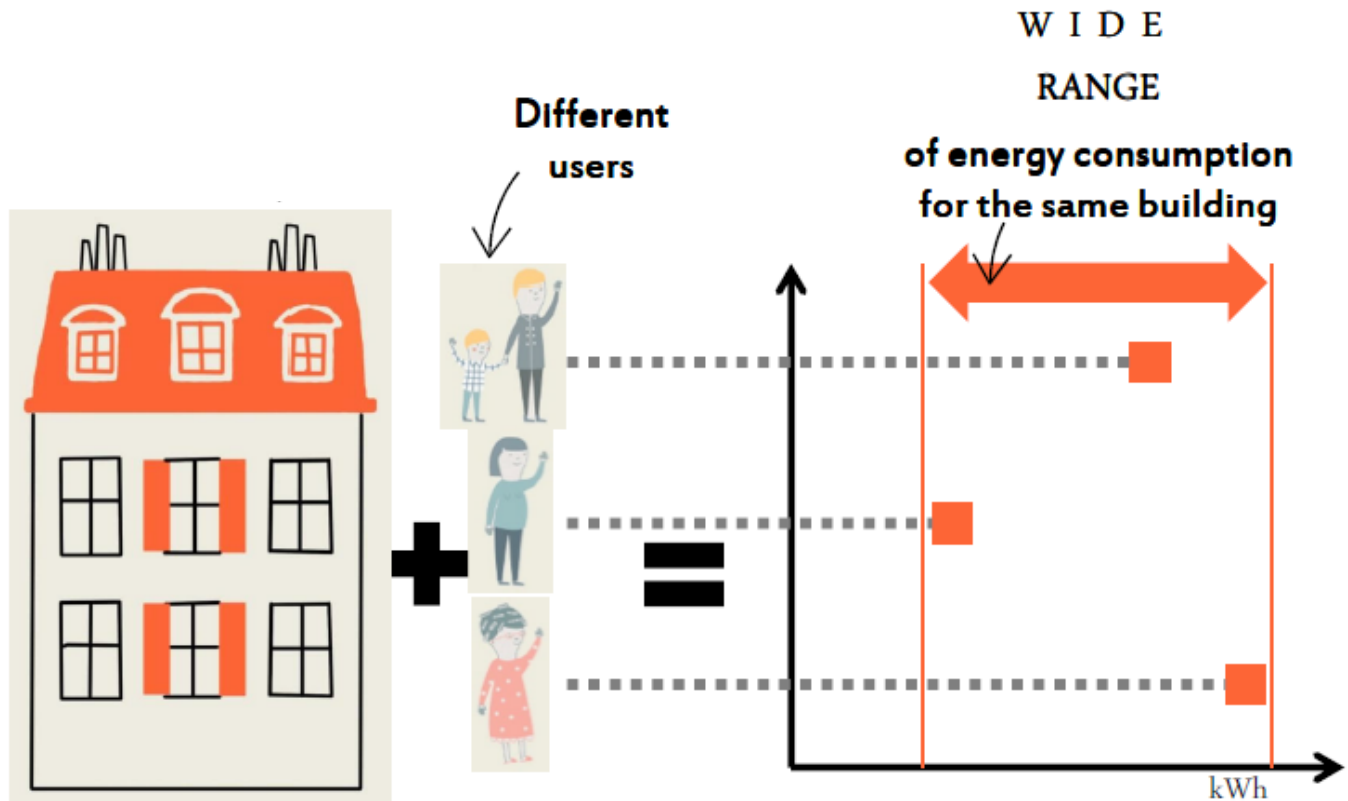 Different
users
W I D E
RANGE
of energy consumption
for the same building
kWh